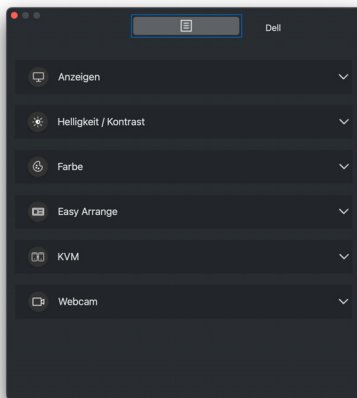 Dell
Anzeigen
Helligkeit / Kontrast
Farbe
Easy Arrange
KVM
Webcam